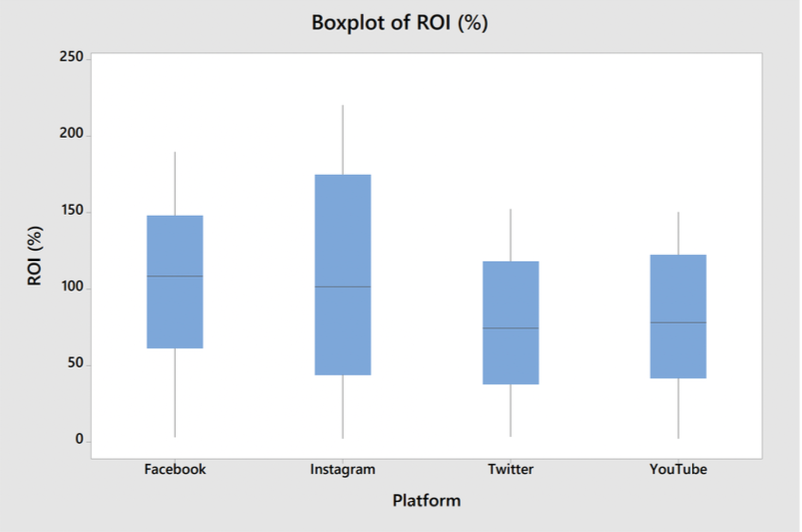 Boxplot of ROI (%)
250
200
150
100
50
0
ROI (%)
Facebook Instagram Twitter YouTube
Platform